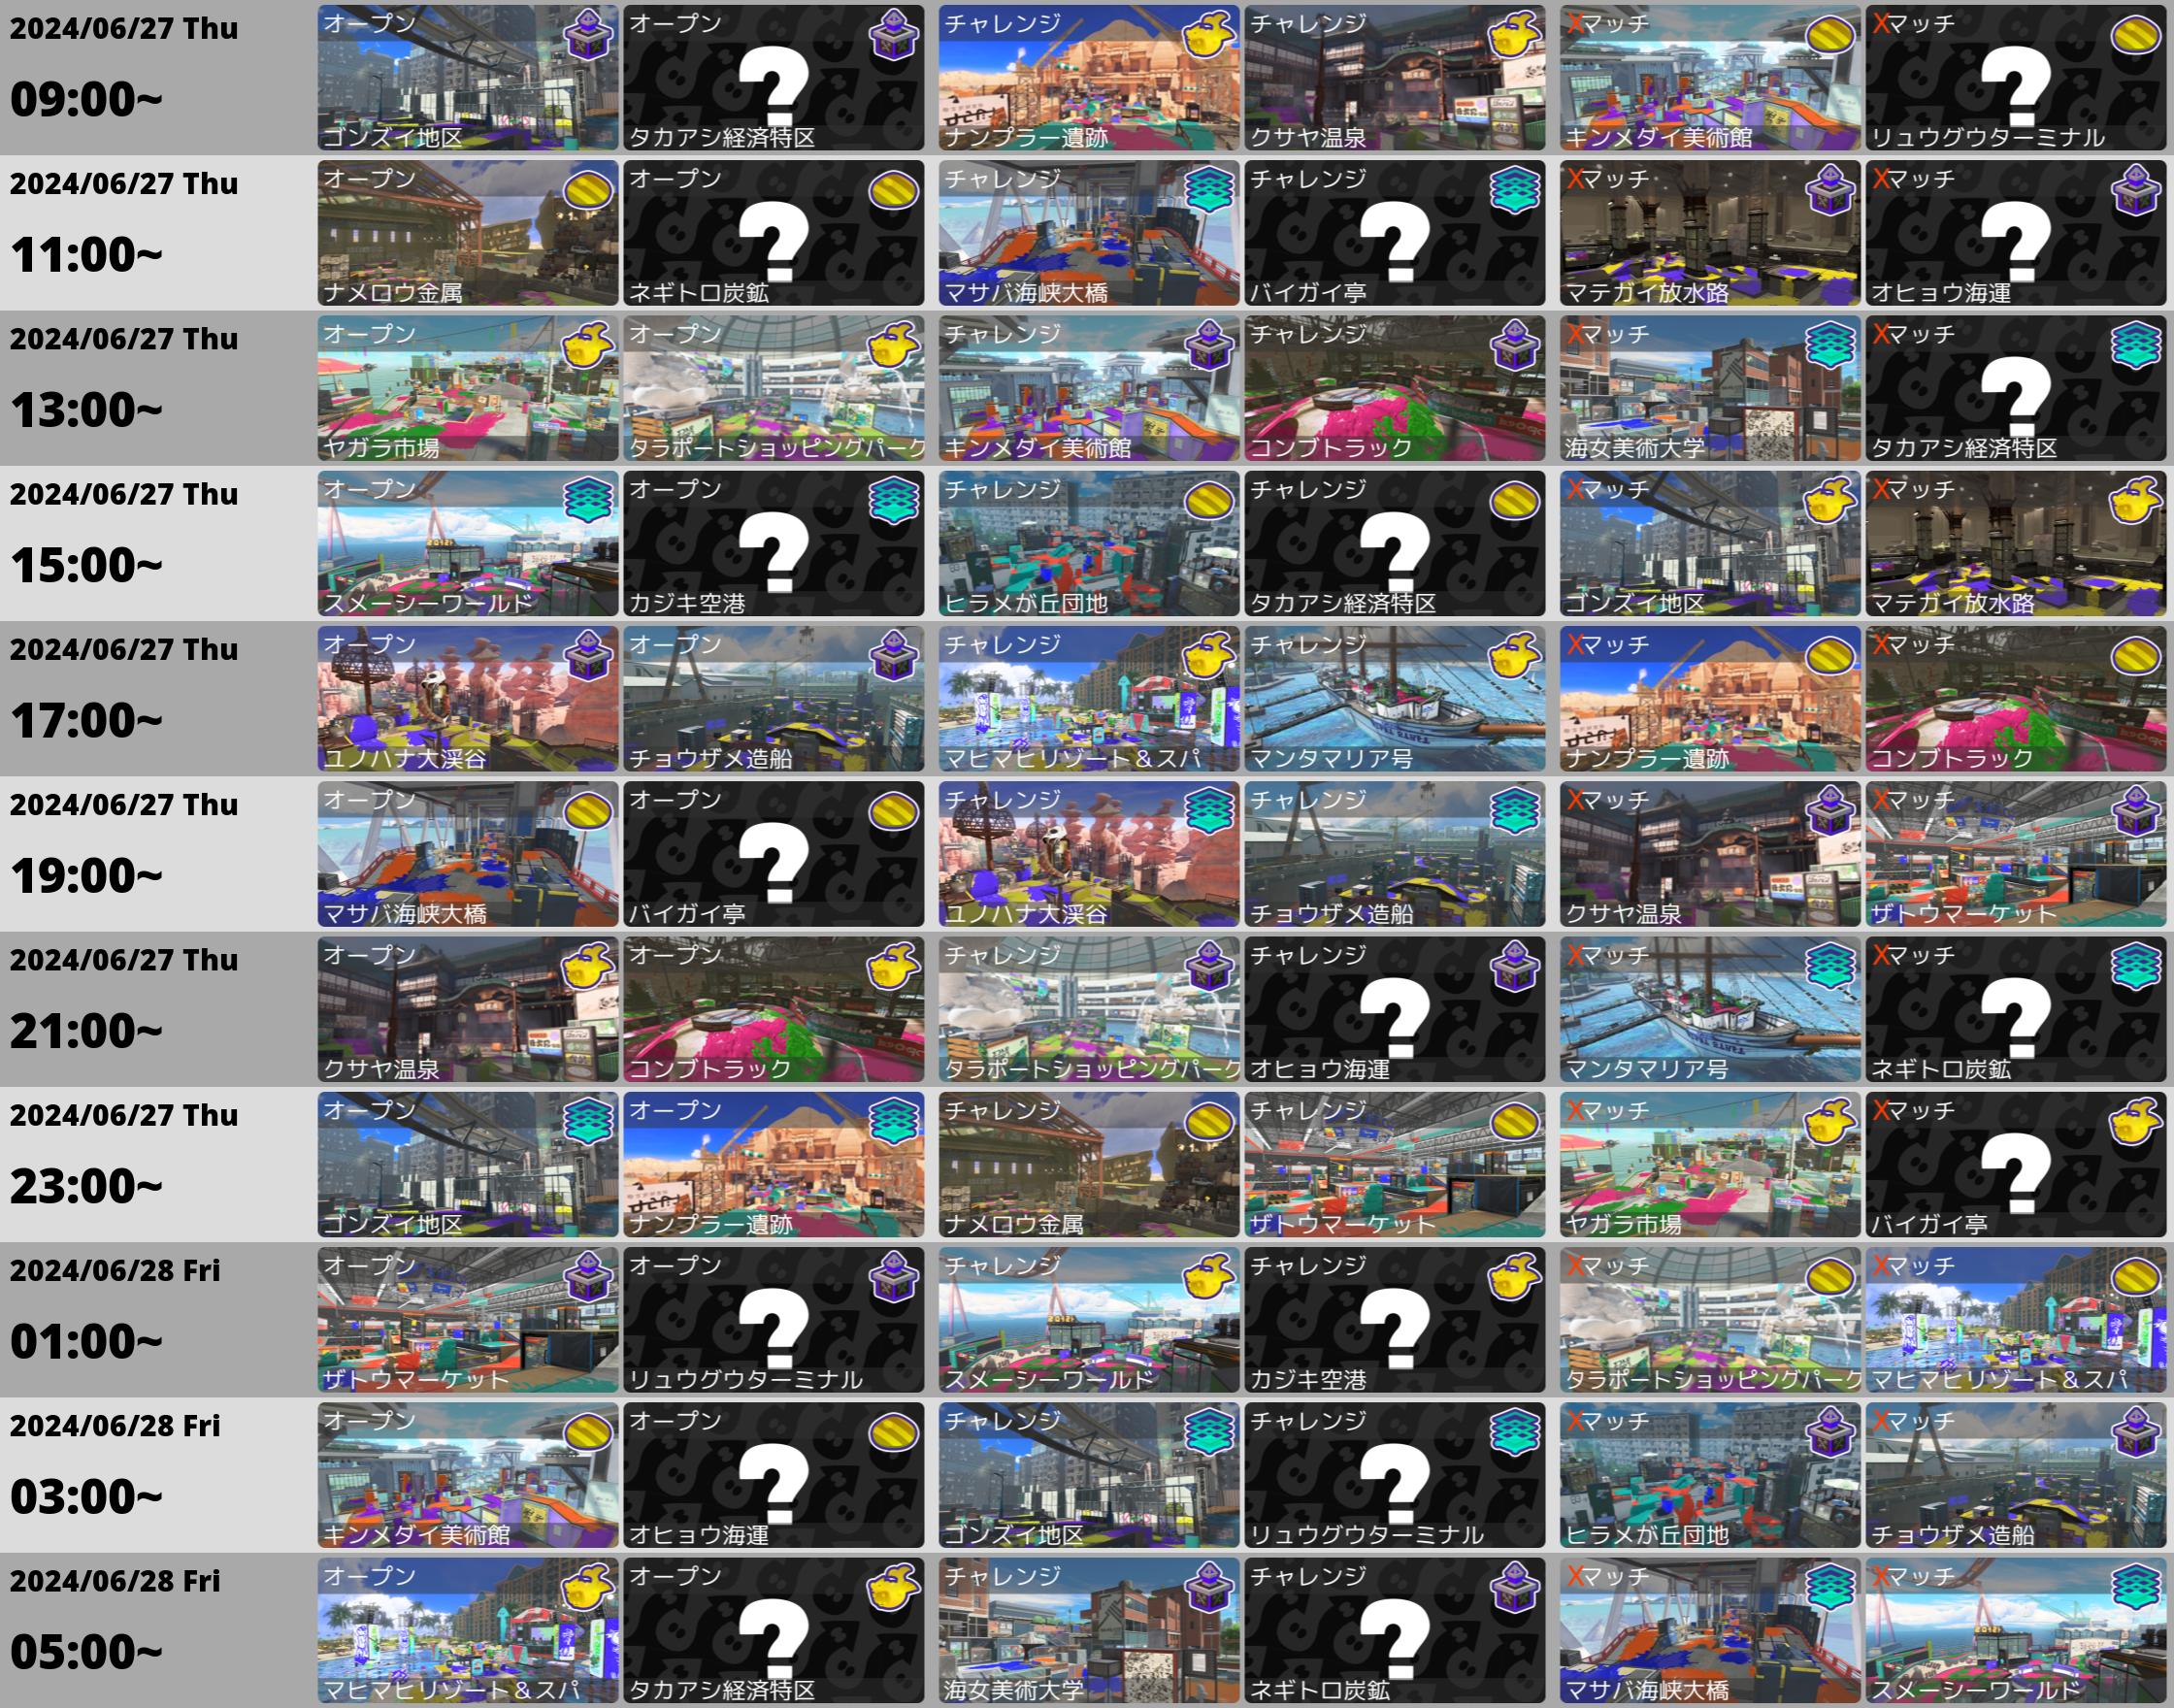 2024/06/27 Thu
09:00~
オープン
ゴンズイ地区
オープン
タカアシ経済特区
チャレンジ
ナンプラー遺跡
チャレンジ
クサヤ温泉
Xマッチ
キンメダイ美術館
Xマッチ
リュウグウターミナル
2024/06/27 Thu
11:00~
オープン
ナメロウ金属
オープン
ネギトロ炭鉱
チャレンジ
マサバ海峡大橋
チャレンジ
バイガイ亭
Xマッチ
マテガイ放水路
Xマッチ
オヒョウ海運
2024/06/27 Thu
13:00~
オープン
ヤガラ市場
オープン
タラポートショッピングパーク
チャレンジ
キンメダイ美術館
チャレンジ
コンブトラック
Xマッチ
海女美術大学
Xマッチ
タカアシ経済特区
2024/06/27 Thu
15:00~
オープン
スメーシーワールド
オープン
カジキ空港
チャレンジ
ヒラメが丘団地
チャレンジ
タカアシ経済特区
Xマッチ
ゴンズイ地区
Xマッチ
マテガイ放水路
2024/06/27 Thu
17:00~
オープン
ユノハナ大渓谷
オープン
チョウザメ造船
チャレンジ
マヒマヒリゾート＆スパ
チャレンジ
マンタマリア号
Xマッチ
ナンプラー遺跡
Xマッチ
コンブトラック
2024/06/27 Thu
19:00~
オープン
マサバ海峡大橋
オープン
バイガイ亭
チャレンジ
ユノハナ大渓谷
チャレンジ
チョウザメ造船
Xマッチ
クサヤ温泉
Xマッチ
ザトウマーケット
2024/06/27 Thu
21:00~
オープン
クサヤ温泉
オープン
コンブトラック
チャレンジ
タラポートショッピングパーク
チャレンジ
オヒョウ海運
Xマッチ
マンタマリア号
Xマッチ
ネギトロ炭鉱
2024/06/27 Thu
23:00~
オープン
ゴンズイ地区
オープン
ナンプラー遺跡
チャレンジ
ナメロウ金属
チャレンジ
ザトウマーケット
Xマッチ
ヤガラ市場
Xマッチ
バイガイ亭
2024/06/28 Fri
01:00~
オープン
ザトウマーケット
オープン
リュウグウターミナル
チャレンジ
スメーシーワールド
チャレンジ
カジキ空港
Xマッチ
タラポートショッピングパーク
Xマッチ
マヒマヒリゾート＆スパ
2024/06/28 Fri
03:00~
オープン
キンメダイ美術館
オープン
オヒョウ海運
チャレンジ
ゴンズイ地区
チャレンジ
リュウグウターミナル
Xマッチ
ヒラメが丘団地
Xマッチ
チョウザメ造船
2024/06/28 Fri
05:00~
オープン
マヒマヒリゾート＆スパ
オープン
タカアシ経済特区
チャレンジ
海女美術大学
チャレンジ
ネギトロ炭鉱
Xマッチ
マサバ海峡大橋
Xマッチ
スメーシーワールド